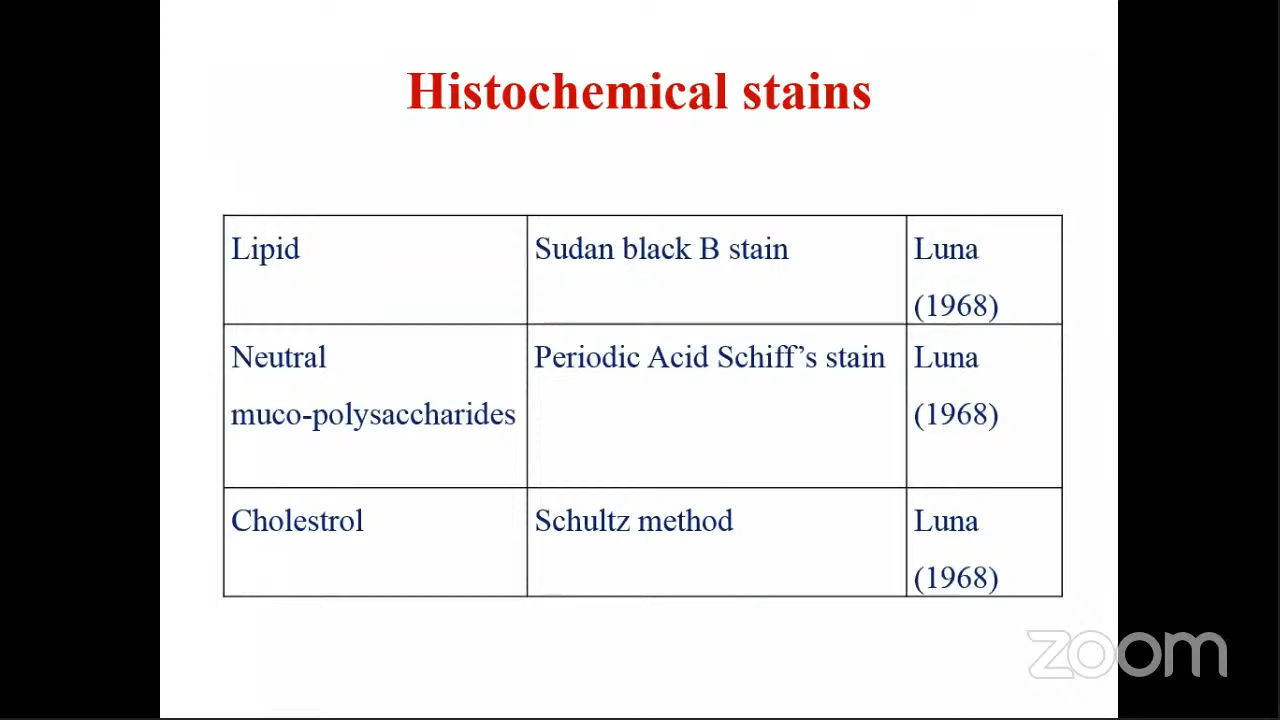 Histochemical stains
Lipid
Sudan black B stain
Luna
(1968)
Neutral
muco-polysaccharides
Periodic Acid Schiff’s stain
Luna
(1968)
Cholestrol
Schultz method
Luna
(1968)
zoom